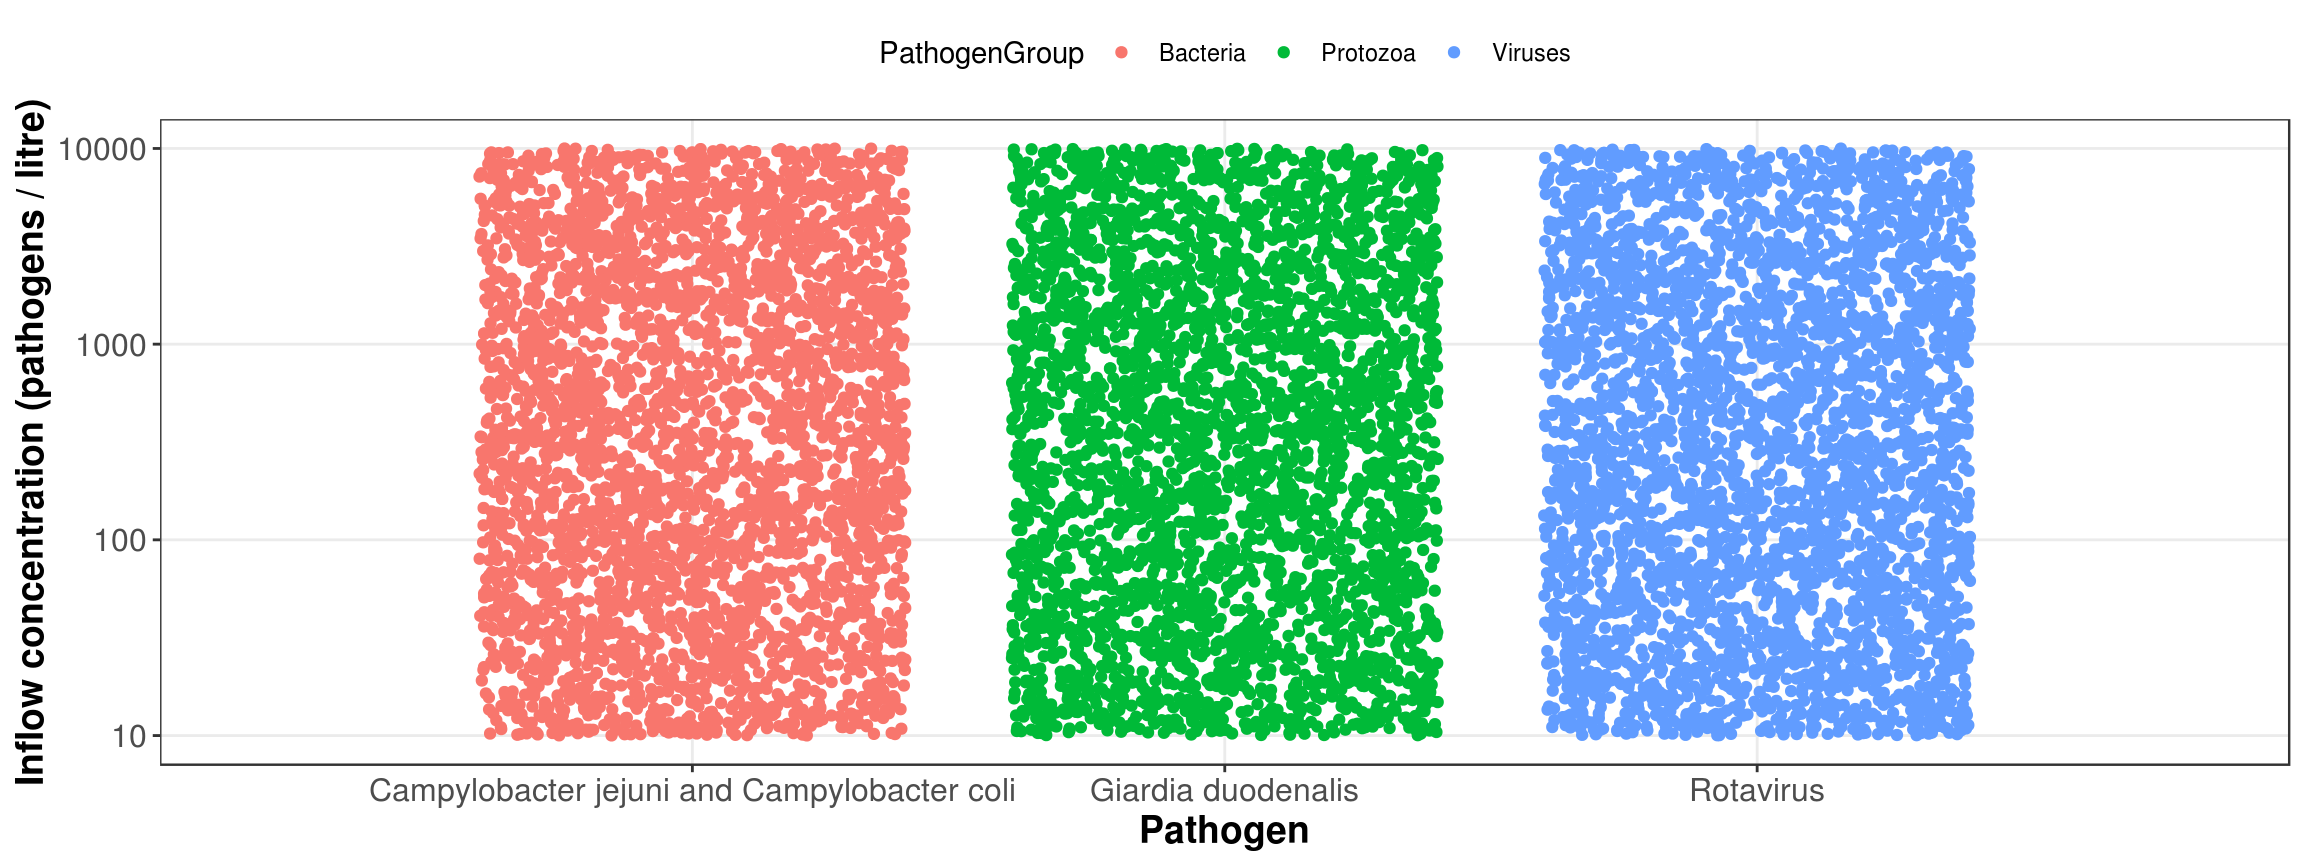 PathogenGroup Bacteria Protozoa Viruses
Inflow concentration (pathogens / litre)
10000
1000
100
10
Campylobacter jejuni and Campylobacter coli Giardia duodenalis Rotavirus
Pathogen